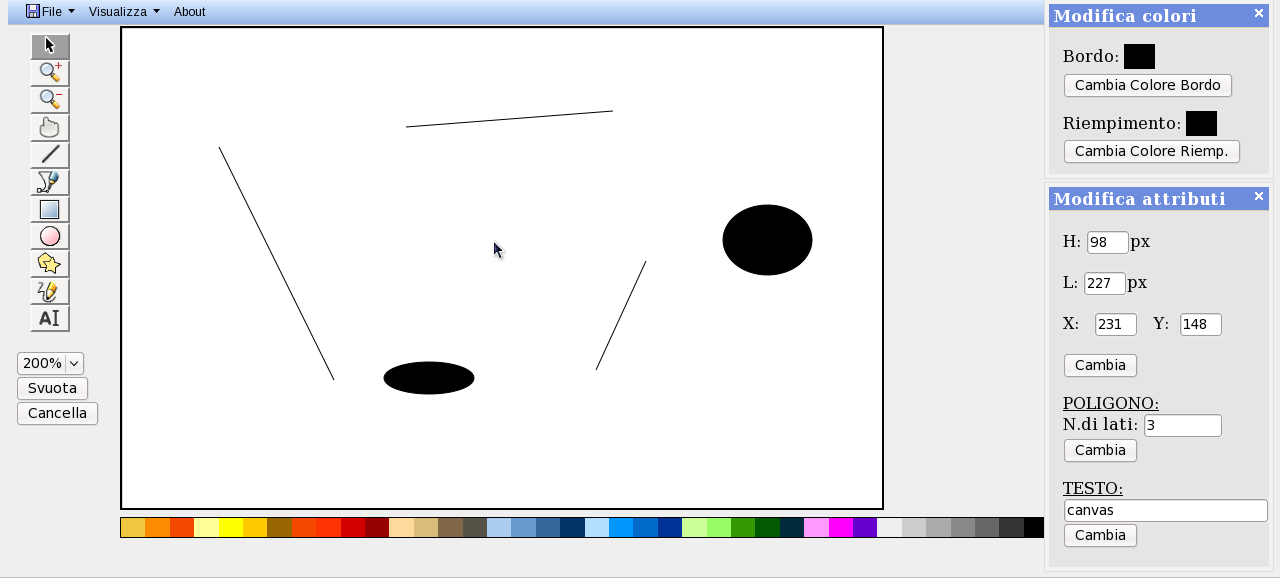 File Visualizza About
Modifica colori
Bordo:
Cambia Colore Bordo
Riempimento:
Cambia Colore Riemp.
Modifica attributi
H: 98 px
L: 227 px
X: 231 Y: 148
Cambia
POLIGONO:
N.di lati: 3
Cambia
TESTO:
canvas
Cambia
AI
200%
Svuota
Cancella